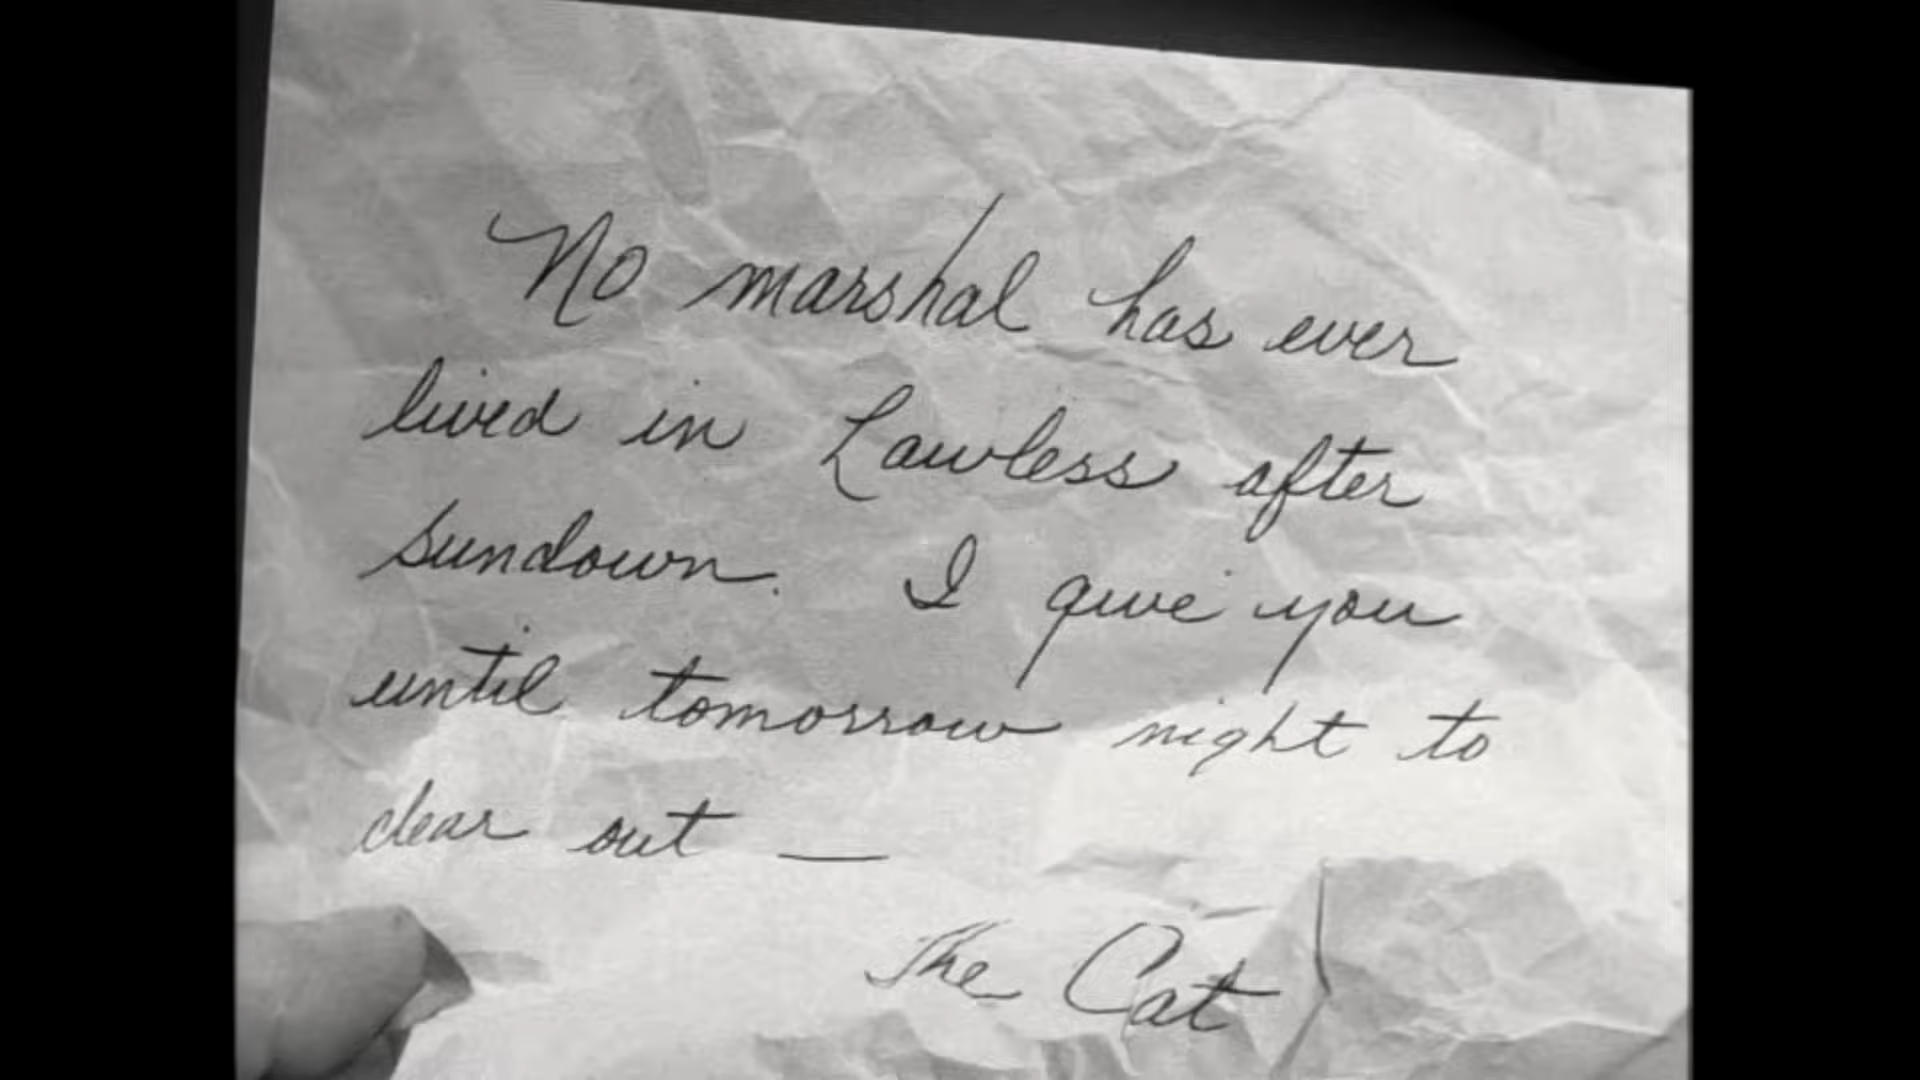 No marshal has ever
lived in Lawless after
sundown. I give you
until tomorrow night to
clear out —
The Cat